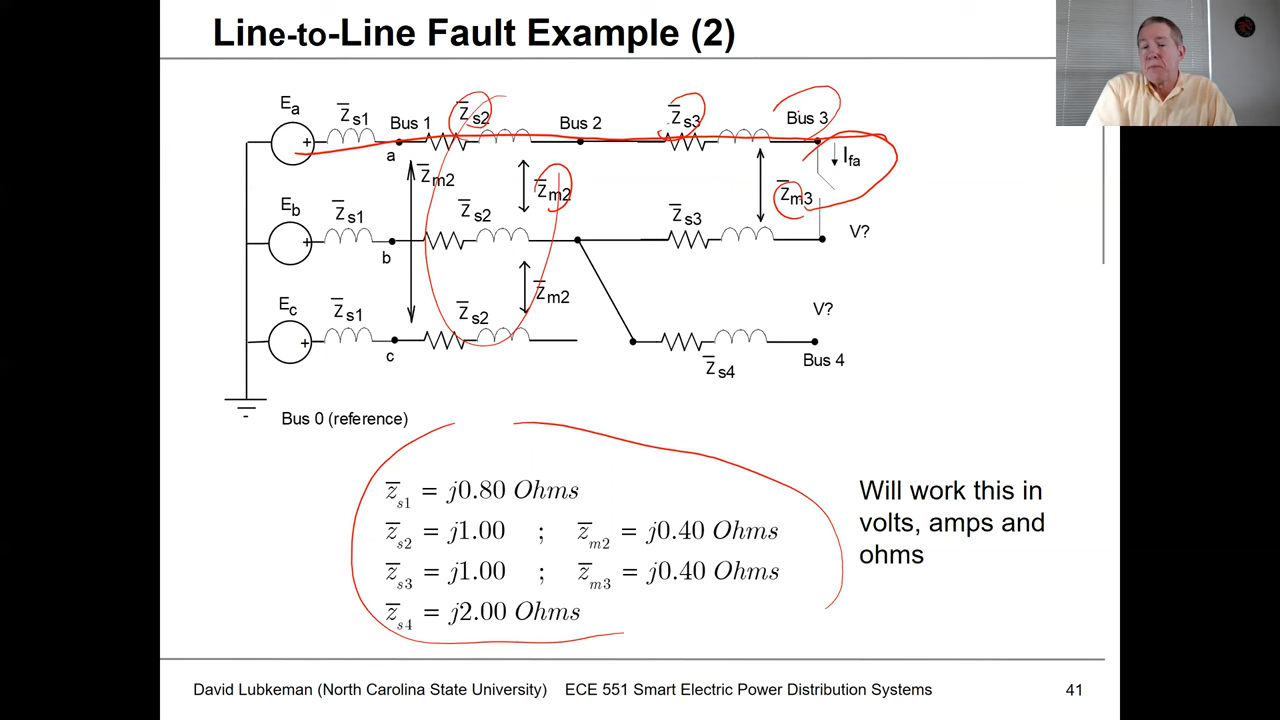 Line-to-Line Fault Example (2)
Ea
Z̅s1
Bus 1
Z̅s2
Bus 2
Z̅s3
Bus 3
a
Z̅m2
Z̅m2
Z̅m3
Ifa
Eb
Z̅s1
Z̅s2
Z̅s3
V?
b
Z̅m2
Ec
Z̅s1
Z̅s2
V?
c
Z̅s4
Bus 4
Bus 0 (reference)
z̅s1 = j0.80 Ohms
z̅s2 = j1.00 ; z̅m2 = j0.40 Ohms
z̅s3 = j1.00 ; z̅m3 = j0.40 Ohms
z̅s4 = j2.00 Ohms
Will work this in
volts, amps and
ohms
David Lubkeman (North Carolina State University) ECE 551 Smart Electric Power Distribution Systems 41